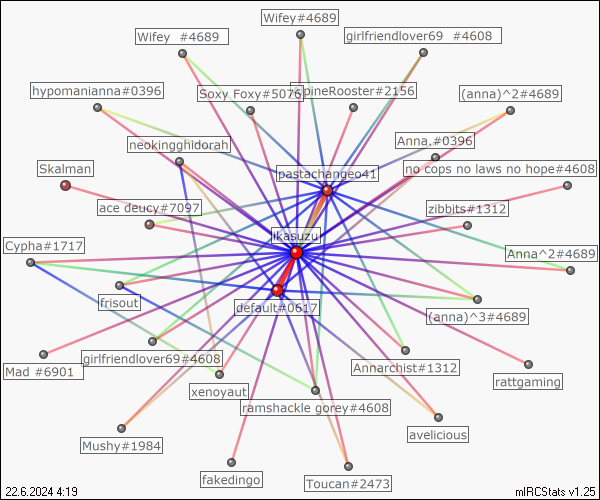 Wifey#4689
Wifey #4689
girlfriendlover69 #4608
hypomanianna#0396
Soxy Foxy#5076
pineRooster#2156
(anna)^2#4689
neokingghidorah
Anna.#0396
Skalman
pastachangeo41
no cops no laws no hope#4608
ace deucy#7097
zibbits#1312
Cypha#1717
ikasuzu
Anna^2#4689
frisout
default#0617
(anna)^3#4689
girlfriendlover69#4608
Annarchist#1312
Mad #6901
rattgaming
xenoyaut
ramshackle gorey#4608
Mushy#1984
avelicious
fakedingo
Toucan#2473
22.6.2024 4:19
mIRCStats v1.25